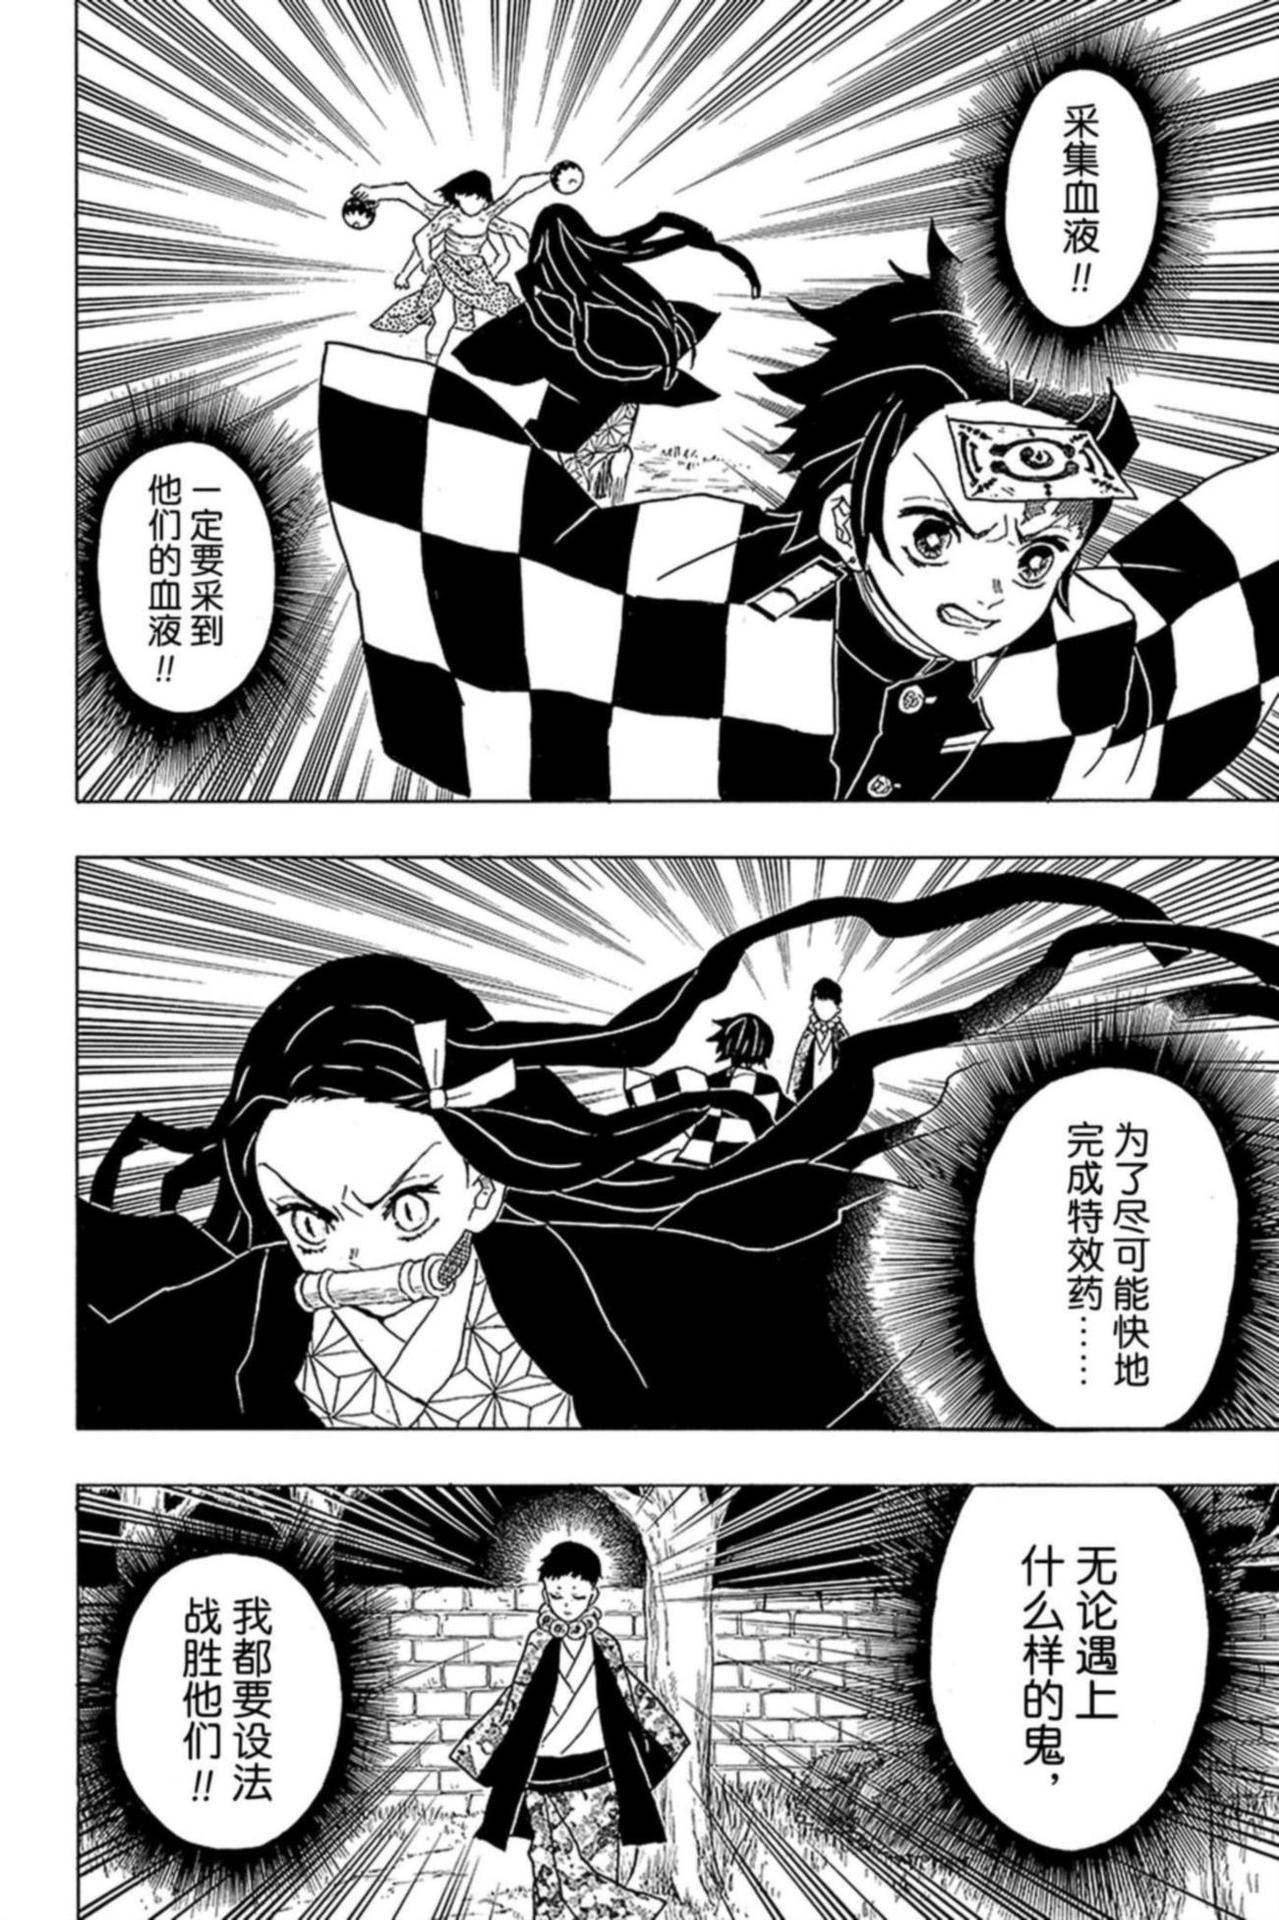 采集血液!!
一定要采到
他们的血液!!
为了尽可能快地
完成特效药……
无论遇上
什么样的鬼，
我都要设法
战胜他们!!